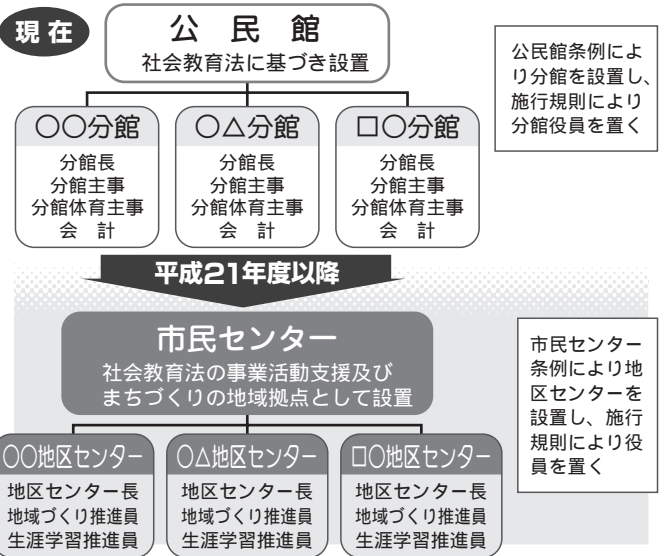 現 在
公 民 館
社会教育法に基づき設置
公民館条例によ
り分館を設置し、
施行規則により
分館役員を置く
〇〇分館
分館長
分館主事
分館体育主事
会 計
〇△分館
分館長
分館主事
分館体育主事
会 計
□〇分館
分館長
分館主事
分館体育主事
会 計
平成21年度以降
市民センター
社会教育法の事業活動支援及び
まちづくりの地域拠点として設置
市民センター
条例により地
区センターを
設置し、施行
規則により役
員を置く
〇〇地区センター
地区センター長
地域づくり推進員
生涯学習推進員
〇△地区センター
地区センター長
地域づくり推進員
生涯学習推進員
□〇地区センター
地区センター長
地域づくり推進員
生涯学習推進員